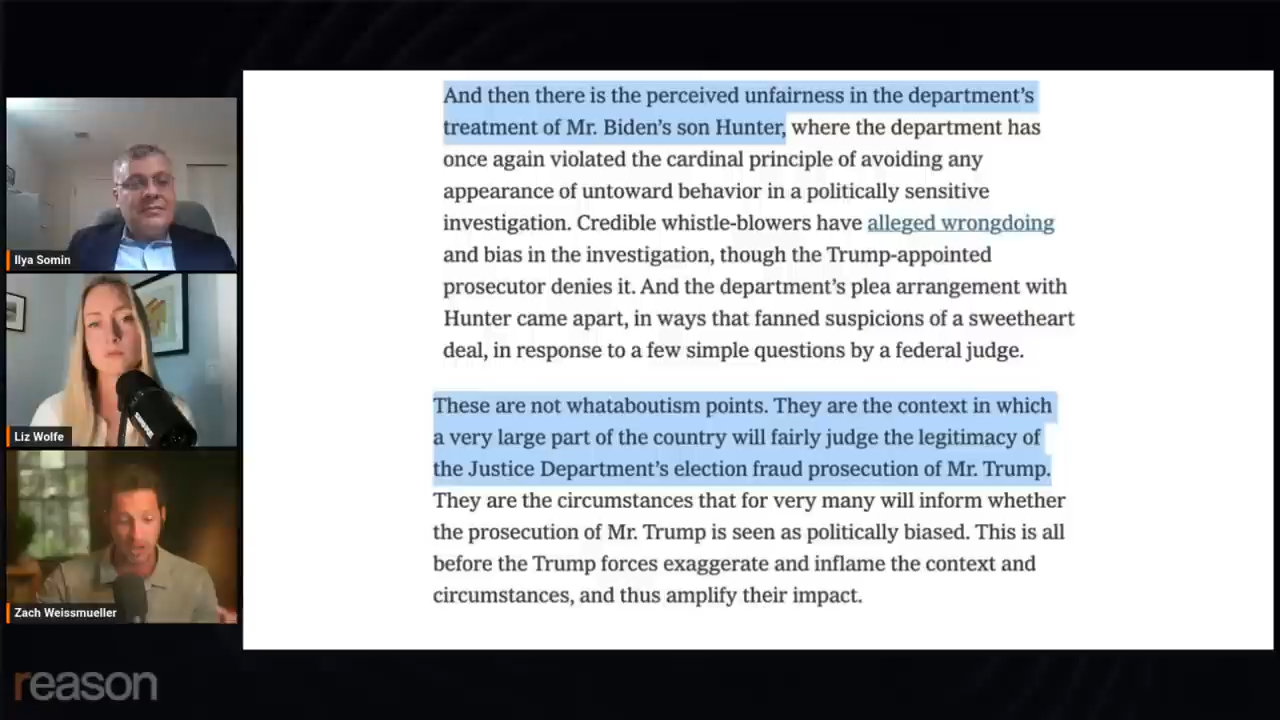 And then there is the perceived unfairness in the department’s
treatment of Mr. Biden’s son Hunter, where the department has
once again violated the cardinal principle of avoiding any
appearance of untoward behavior in a politically sensitive
investigation. Credible whistle-blowers have alleged wrongdoing
and bias in the investigation, though the Trump-appointed
prosecutor denies it. And the department’s plea arrangement with
Hunter came apart, in ways that fanned suspicions of a sweetheart
deal, in response to a few simple questions by a federal judge.
These are not whataboutism points. They are the context in which
a very large part of the country will fairly judge the legitimacy of
the Justice Department’s election fraud prosecution of Mr. Trump.
They are the circumstances that for very many will inform whether
the prosecution of Mr. Trump is seen as politically biased. This is all
before the Trump forces exaggerate and inflame the context and
circumstances, and thus amplify their impact.
Ilya Somin
Liz Wolfe
Zach Weissmueller
reason